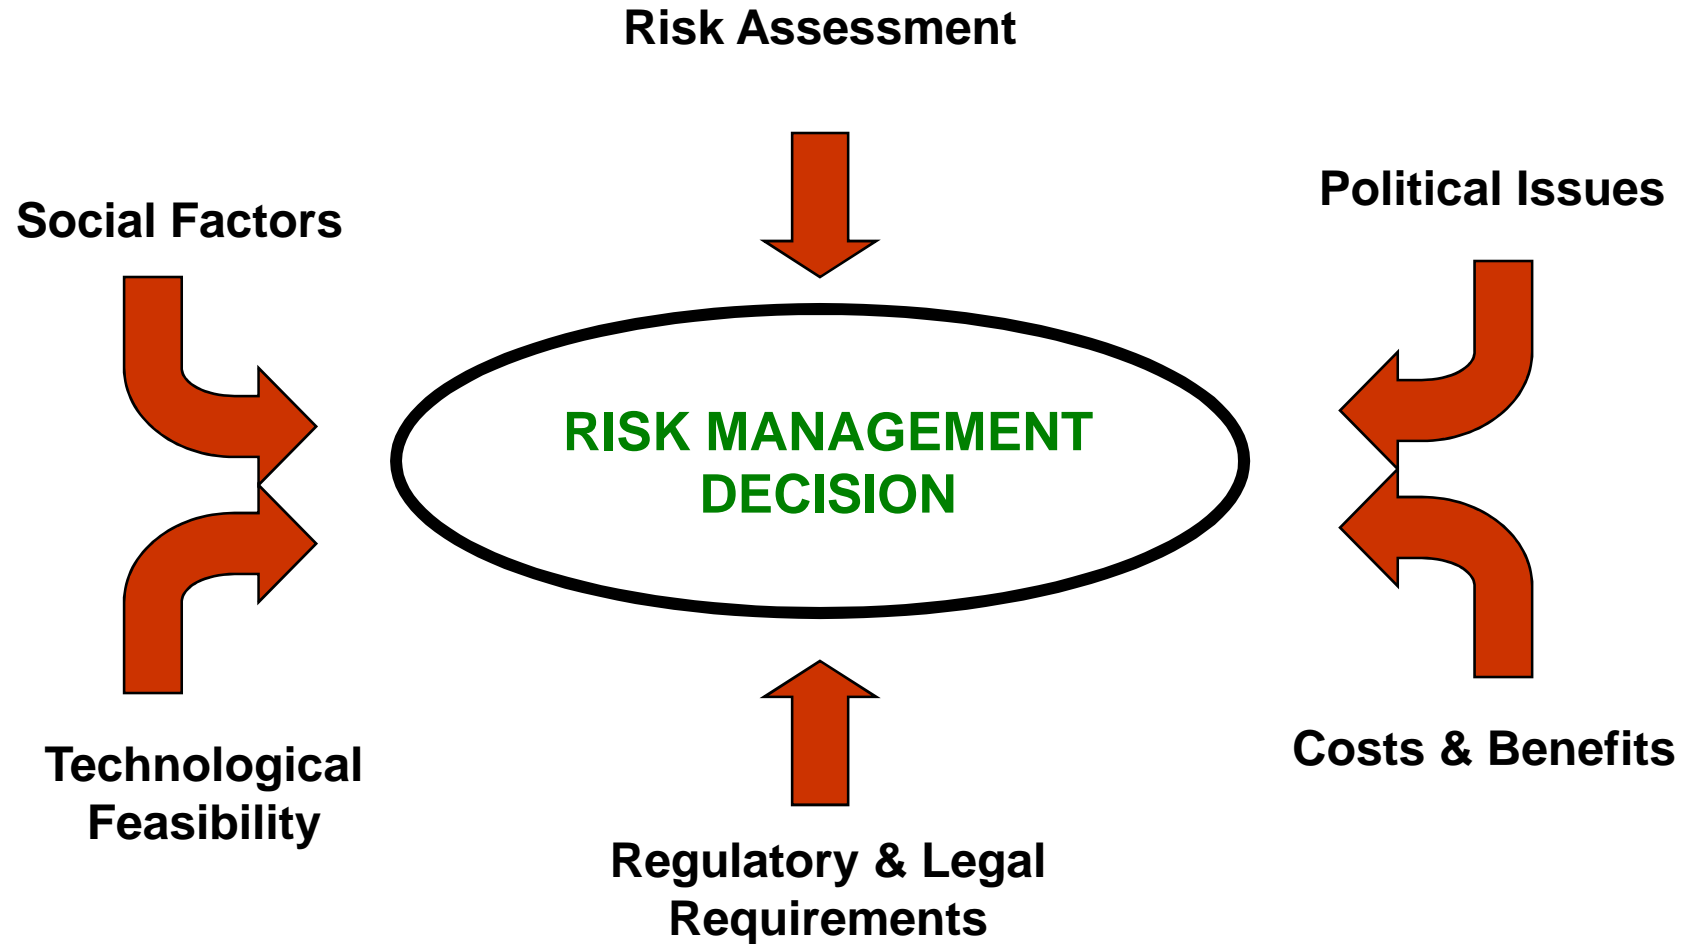 Risk Assessment
Political Issues
Social Factors
RISK MANAGEMENT
DECISION
Costs & Benefits
Technological
Feasibility
Regulatory & Legal
Requirements